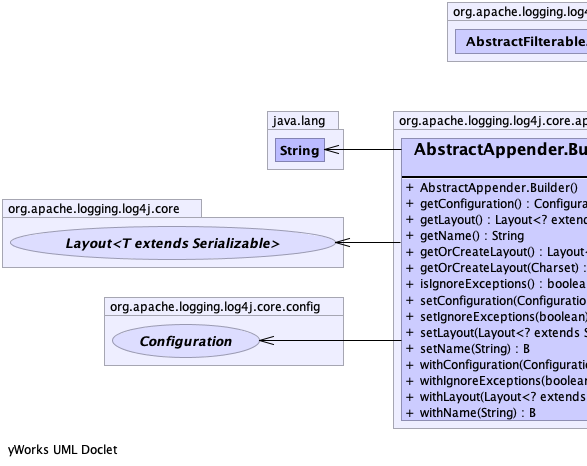 org.apache.logging.log4
AbstractFilterable
java.lang
String
org.apache.logging.log4j.core.ap
AbstractAppender.Bu
+ AbstractAppender.Builder()
+ getConfiguration() : Configura
+ getLayout() : Layout<? extend
+ getName() : String
+ getOrCreateLayout() : Layout<
+ getOrCreateLayout(Charset) :
+ isIgnoreExceptions() : boolean
+ setConfiguration(Configuration
+ setIgnoreExceptions(boolean)
+ setLayout(Layout<? extends S
+ setName(String) : B
+ withConfiguration(Configuratio
+ withIgnoreExceptions(boolean
+ withLayout(Layout<? extends
+ withName(String) : B
org.apache.logging.log4j.core
Layout<T extends Serializable>
org.apache.logging.log4j.core.config
Configuration
yWorks UML Doclet